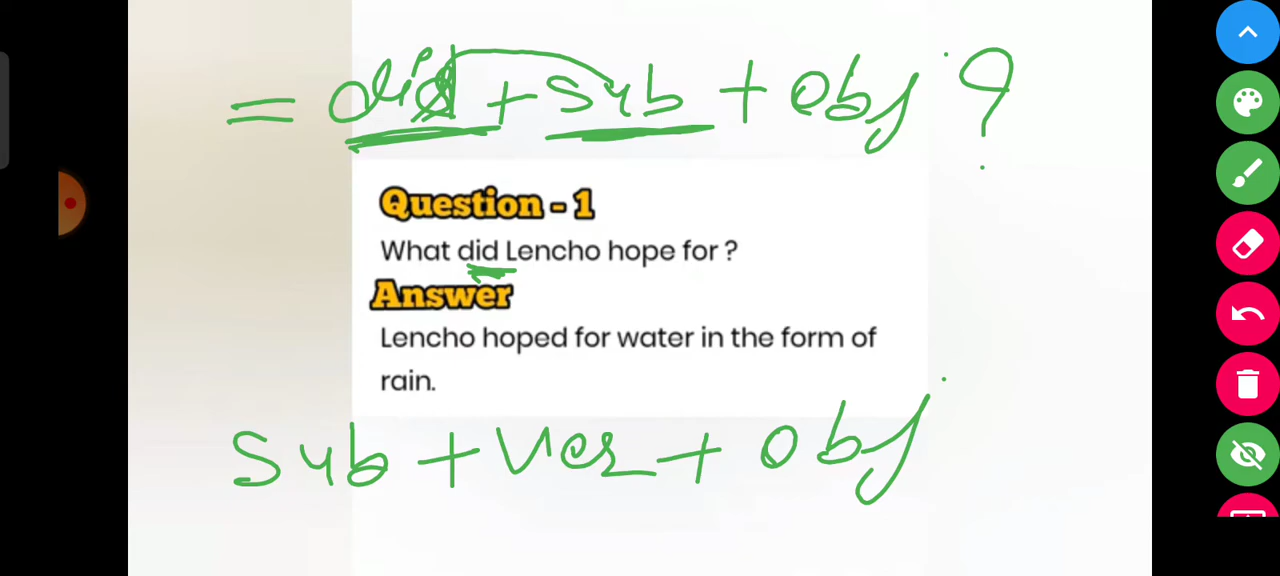 = did + sub + obj ?
Question - 1
What did Lencho hope for ?
Answer
Lencho hoped for water in the form of
rain.
Sub + Ver + obj